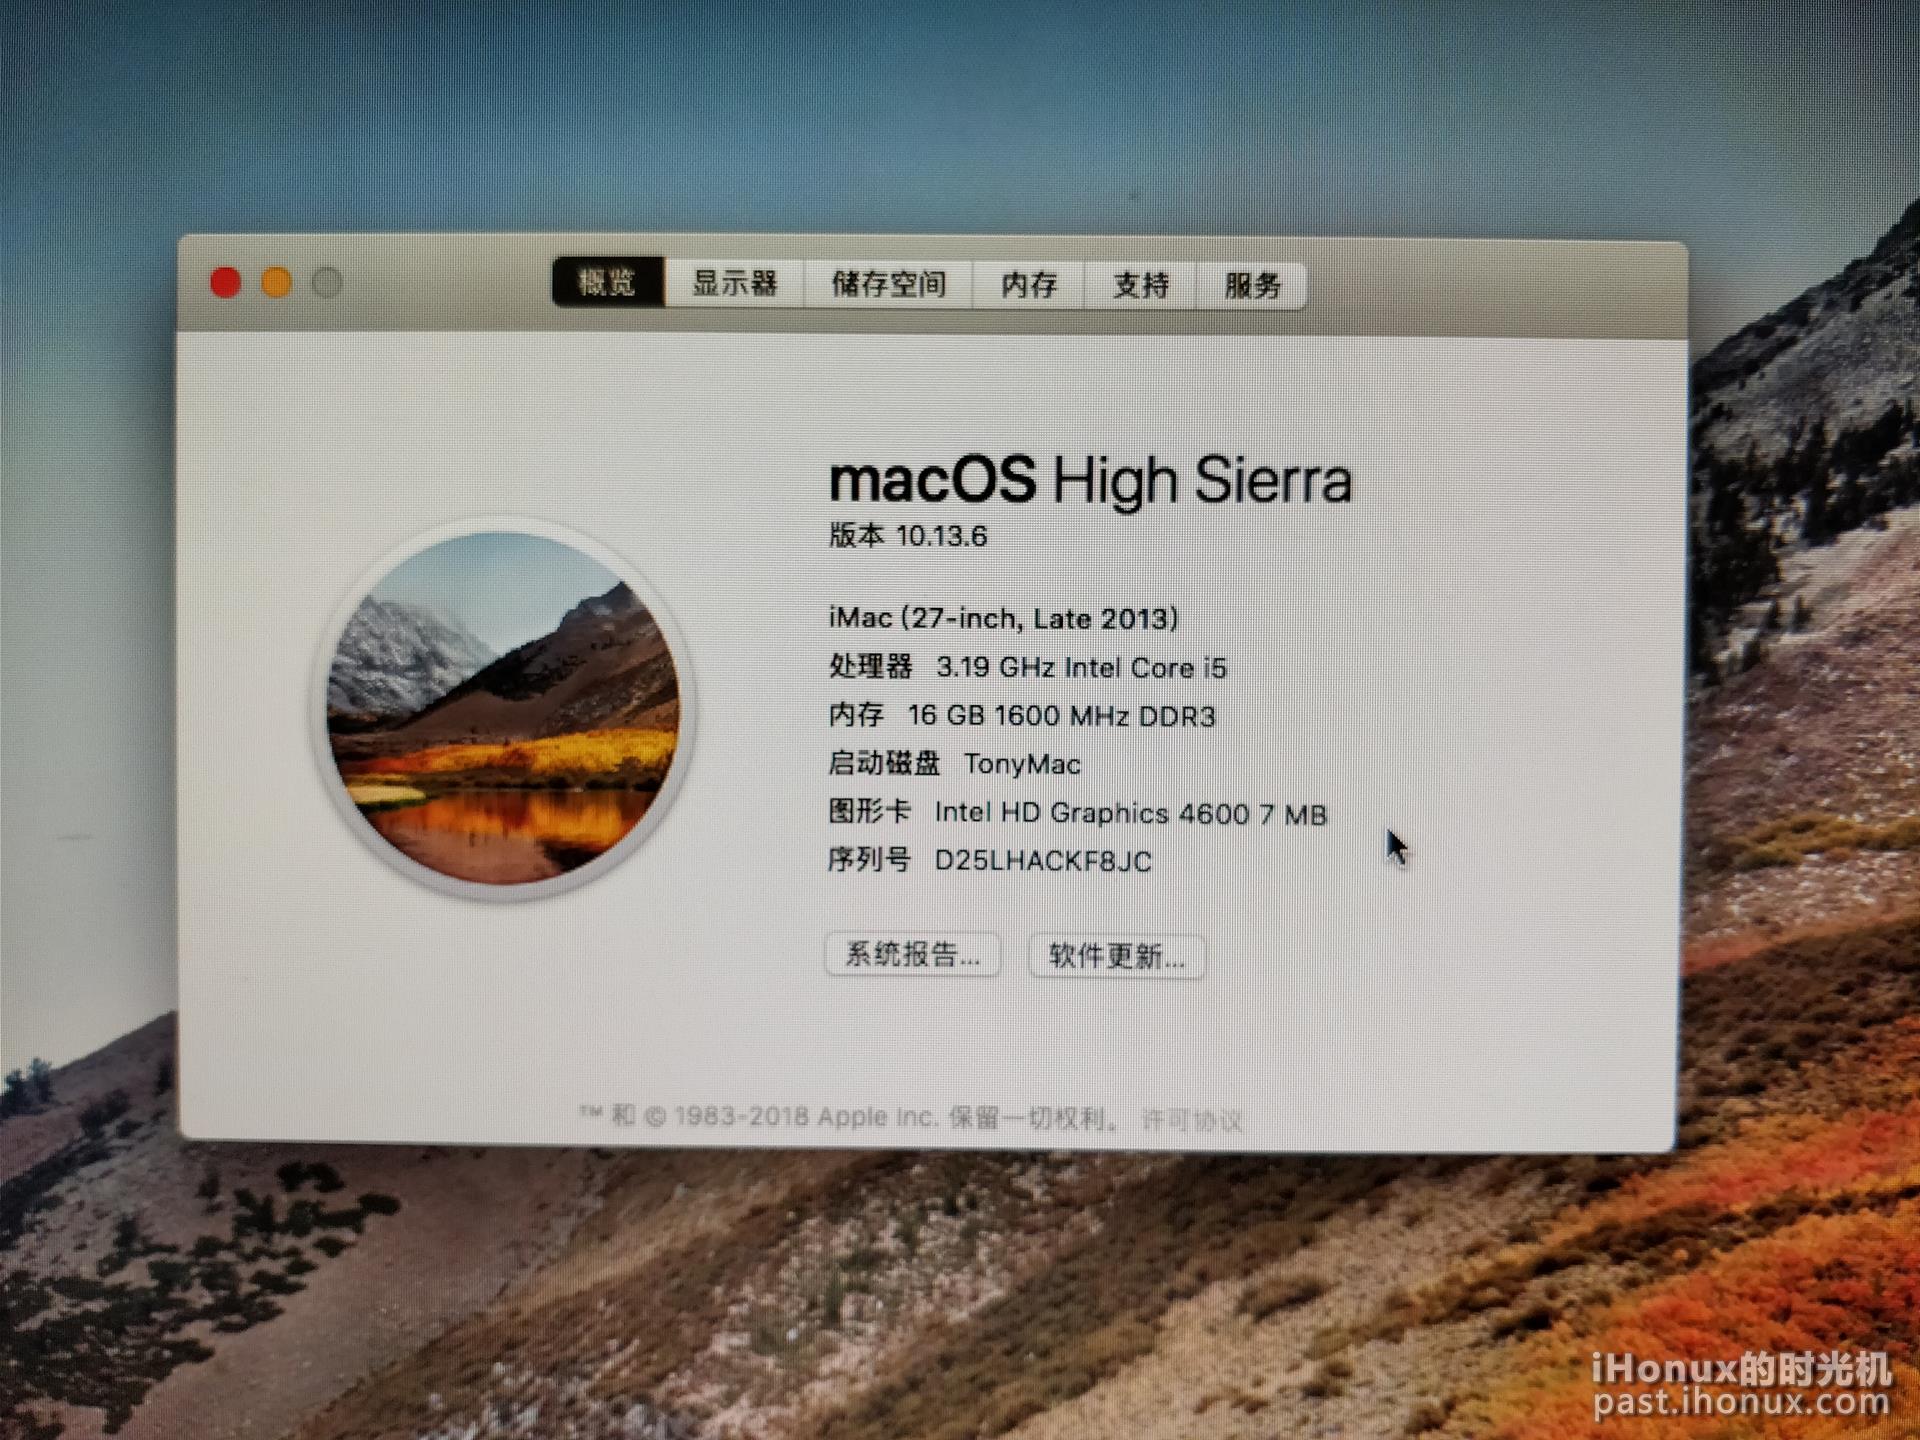 概览 显示器 储存空间 内存 支持 服务
macOS High Sierra
版本 10.13.6
iMac (27-inch, Late 2013)
处理器 3.19 GHz Intel Core i5
内存 16 GB 1600 MHz DDR3
启动磁盘 TonyMac
图形卡 Intel HD Graphics 4600 7 MB
序列号 D25LHACKF8JC
系统报告... 软件更新...
™ 和 © 1983-2018 Apple Inc. 保留一切权利。 许可协议
iHonux的时光机
past.ihonux.com